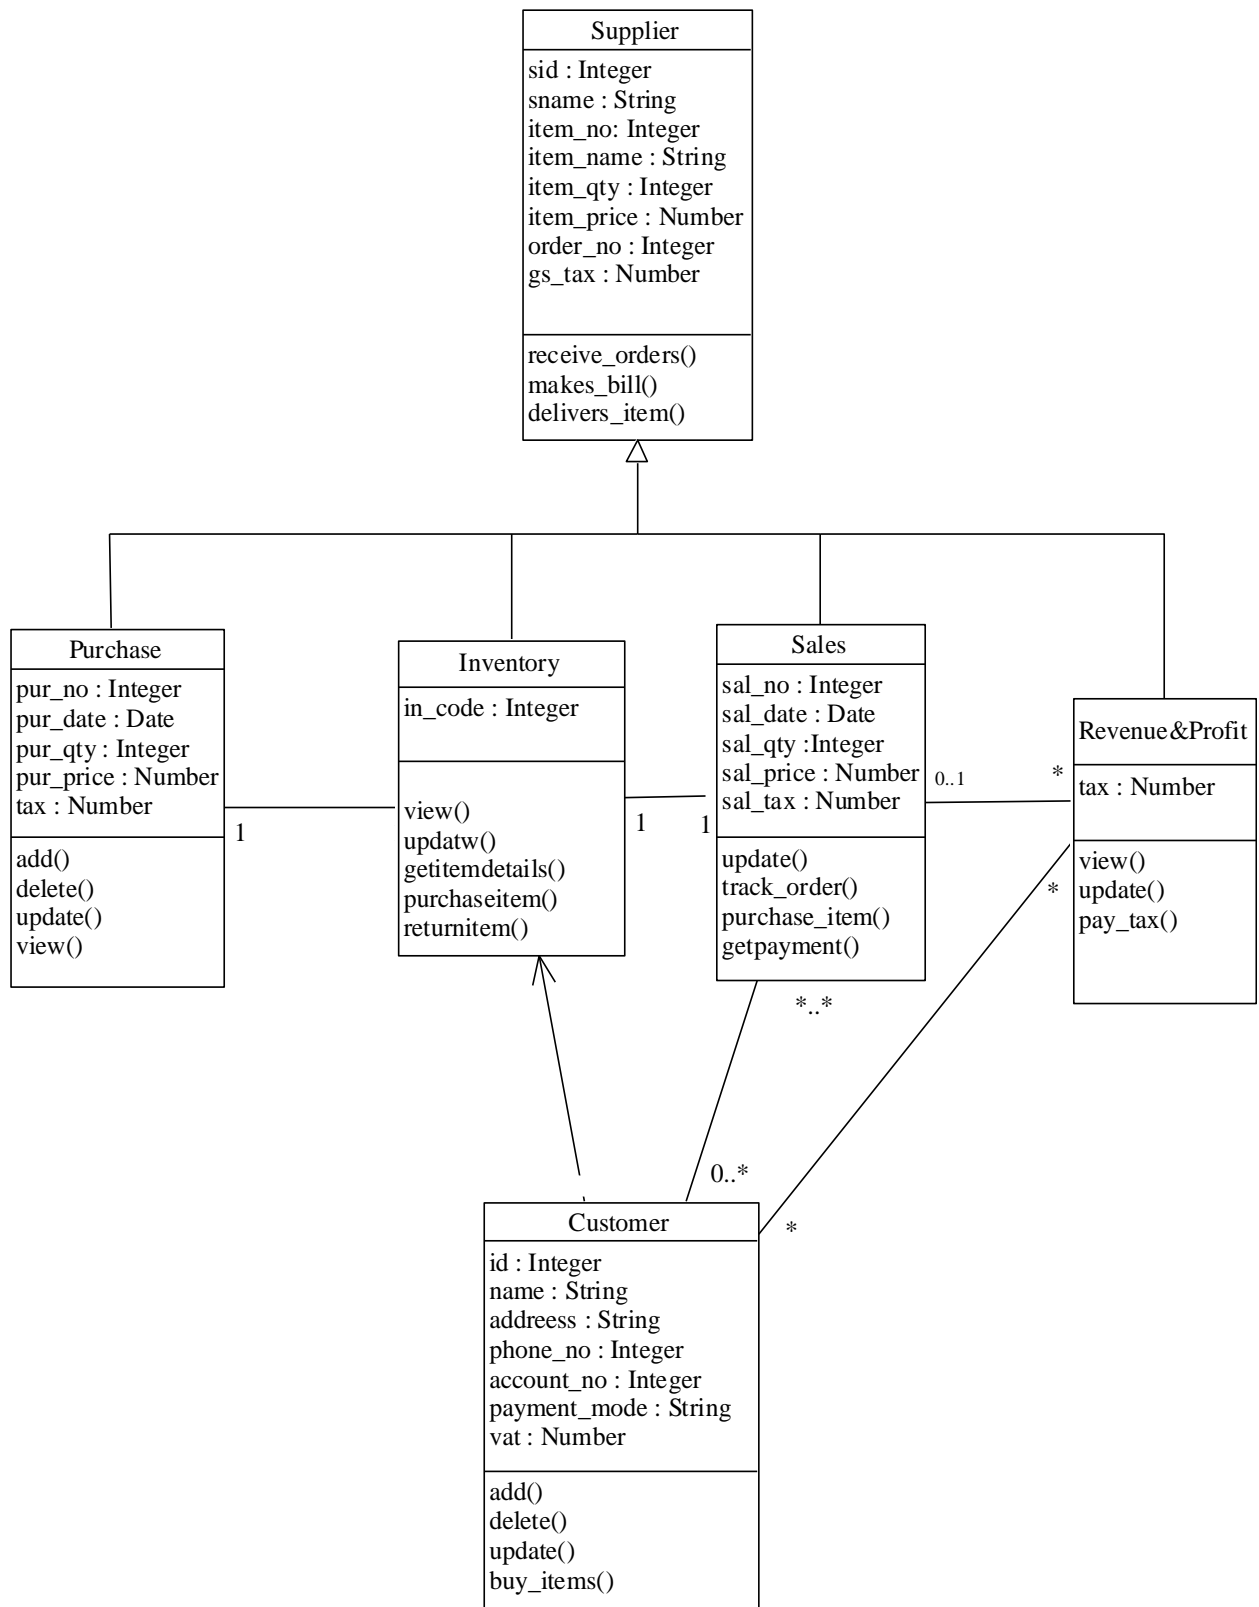 Supplier
sid : Integer
sname : String
item_no: Integer
item_name : String
item_qty : Integer
item_price : Number
order_no : Integer
gs_tax : Number
receive_orders()
makes_bill()
delivers_item()
Purchase
pur_no : Integer
pur_date : Date
pur_qty : Integer
pur_price : Number
tax : Number
add()
delete()
update()
view()
1
Inventory
in_code : Integer
view()
updatw()
getitemdetails()
purchaseitem()
returnitem()
1
1
Sales
sal_no : Integer
sal_date : Date
sal_qty :Integer
sal_price : Number
sal_tax : Number
update()
track_order()
purchase_item()
getpayment()
0..1
*
Revenue&Profit
tax : Number
view()
update()
pay_tax()
*
*..*
0..*
*
Customer
id : Integer
name : String
addreess : String
phone_no : Integer
account_no : Integer
payment_mode : String
vat : Number
add()
delete()
update()
buy_items()